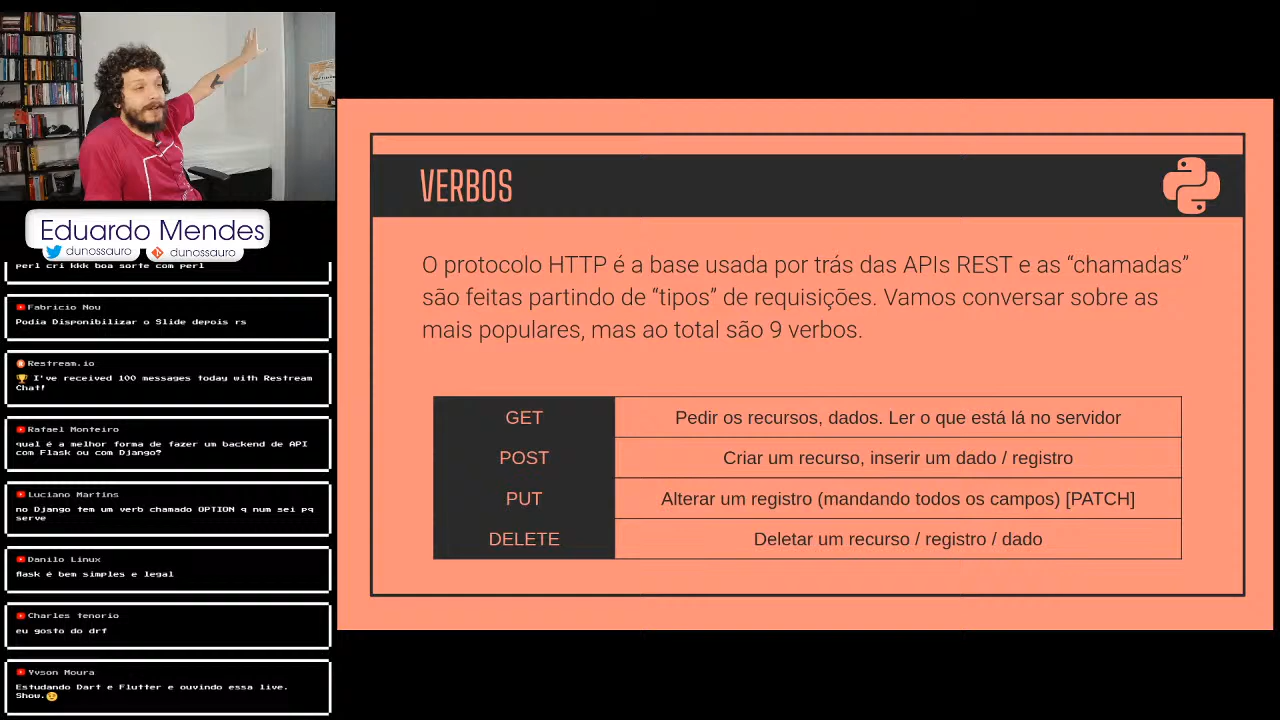 Eduardo Mendes
dunossauro
dunossauro
perl cri kkk boa sorte com perl
Fabricio Nou
Podia Disponibilizar o Slide depois rs
Restream.io
🏆 I've received 100 messages today with Restream
Chat!
Rafael Monteiro
qual é a melhor forma de fazer um backend de API
com Flask ou com Django?
Luciano Martins
no Django tem um verb chamado OPTION q num sei pq
serve
Danilo Linux
flask é bem simples e legal
Charles tenorio
eu gosto do drf
Yvson Moura
Estudando Dart e Flutter e ouvindo essa live.
Show.😉
VERBOS
O protocolo HTTP é a base usada por trás das APIs REST e as “chamadas”
são feitas partindo de “tipos” de requisições. Vamos conversar sobre as
mais populares, mas ao total são 9 verbos.
GET Pedir os recursos, dados. Ler o que está lá no servidor
POST Criar um recurso, inserir um dado / registro
PUT Alterar um registro (mandando todos os campos) [PATCH]
DELETE Deletar um recurso / registro / dado